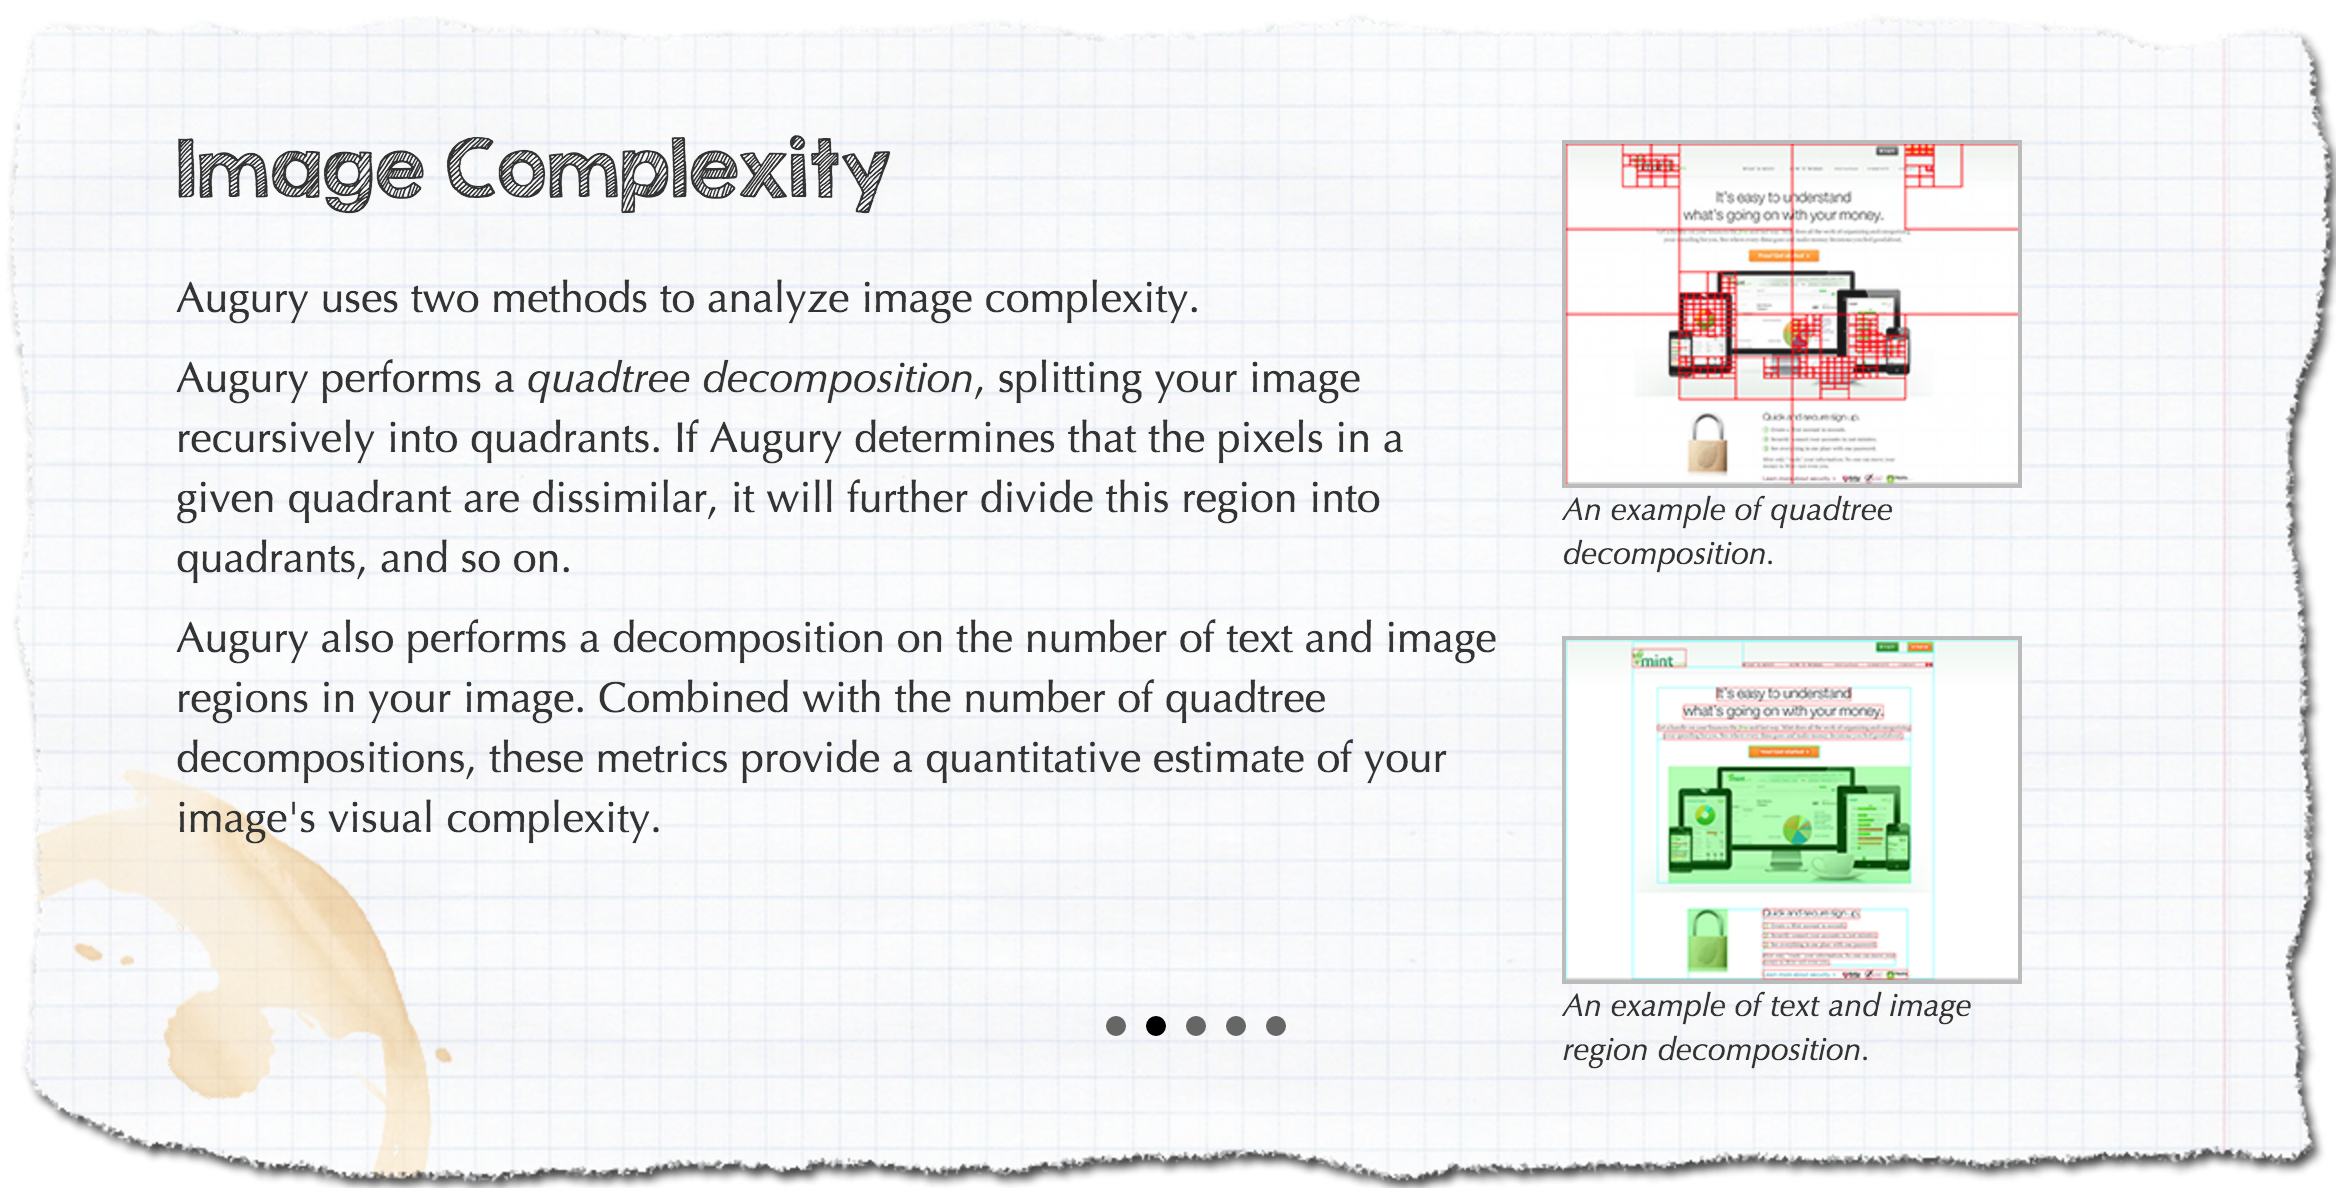 Image Complexity
Augury uses two methods to analyze image complexity.
Augury performs a quadtree decomposition, splitting your image
recursively into quadrants. If Augury determines that the pixels in a
given quadrant are dissimilar, it will further divide this region into
quadrants, and so on.
Augury also performs a decomposition on the number of text and image
regions in your image. Combined with the number of quadtree
decompositions, these metrics provide a quantitative estimate of your
image's visual complexity.
It's easy to understand
what's going on with your money.
Quick and secure sign up.
An example of quadtree
decomposition.
mint
It's easy to understand
what's going on with your money.
Quick and secure sign up.
An example of text and image
region decomposition.